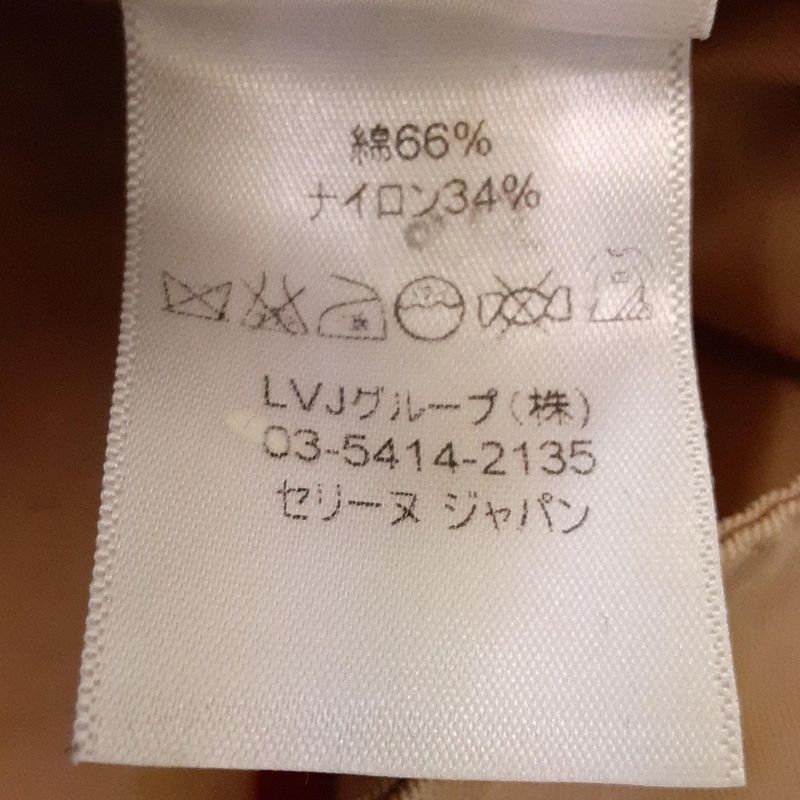 綿66%
ナイロン34%
LVJグループ(株)
03-5414-2135
セリーヌ ジャパン